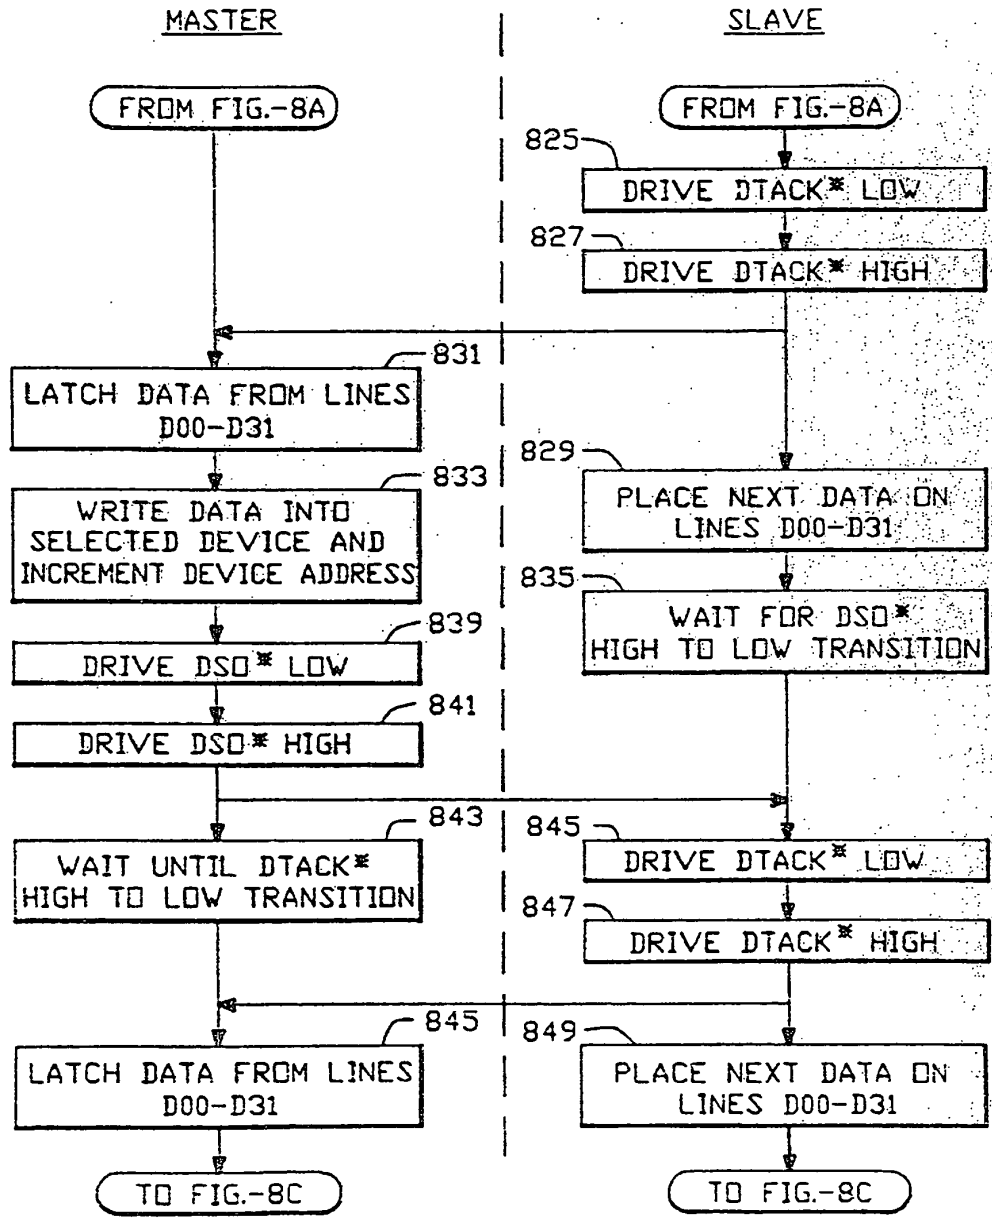 MASTER
SLAVE
FROM FIG.-8A
FROM FIG.-8A
825
DRIVE DTACK* LOW
827
DRIVE DTACK* HIGH
831
LATCH DATA FROM LINES
D00-D31
829
PLACE NEXT DATA ON
LINES D00-D31
833
WRITE DATA INTO
SELECTED DEVICE AND
INCREMENT DEVICE ADDRESS
835
WAIT FOR DSO*
HIGH TO LOW TRANSITION
839
DRIVE DSO* LOW
841
DRIVE DSO* HIGH
843
WAIT UNTIL DTACK*
HIGH TO LOW TRANSITION
845
DRIVE DTACK* LOW
847
DRIVE DTACK* HIGH
845
LATCH DATA FROM LINES
D00-D31
849
PLACE NEXT DATA ON
LINES D00-D31
TO FIG.-8C
TO FIG.-8C